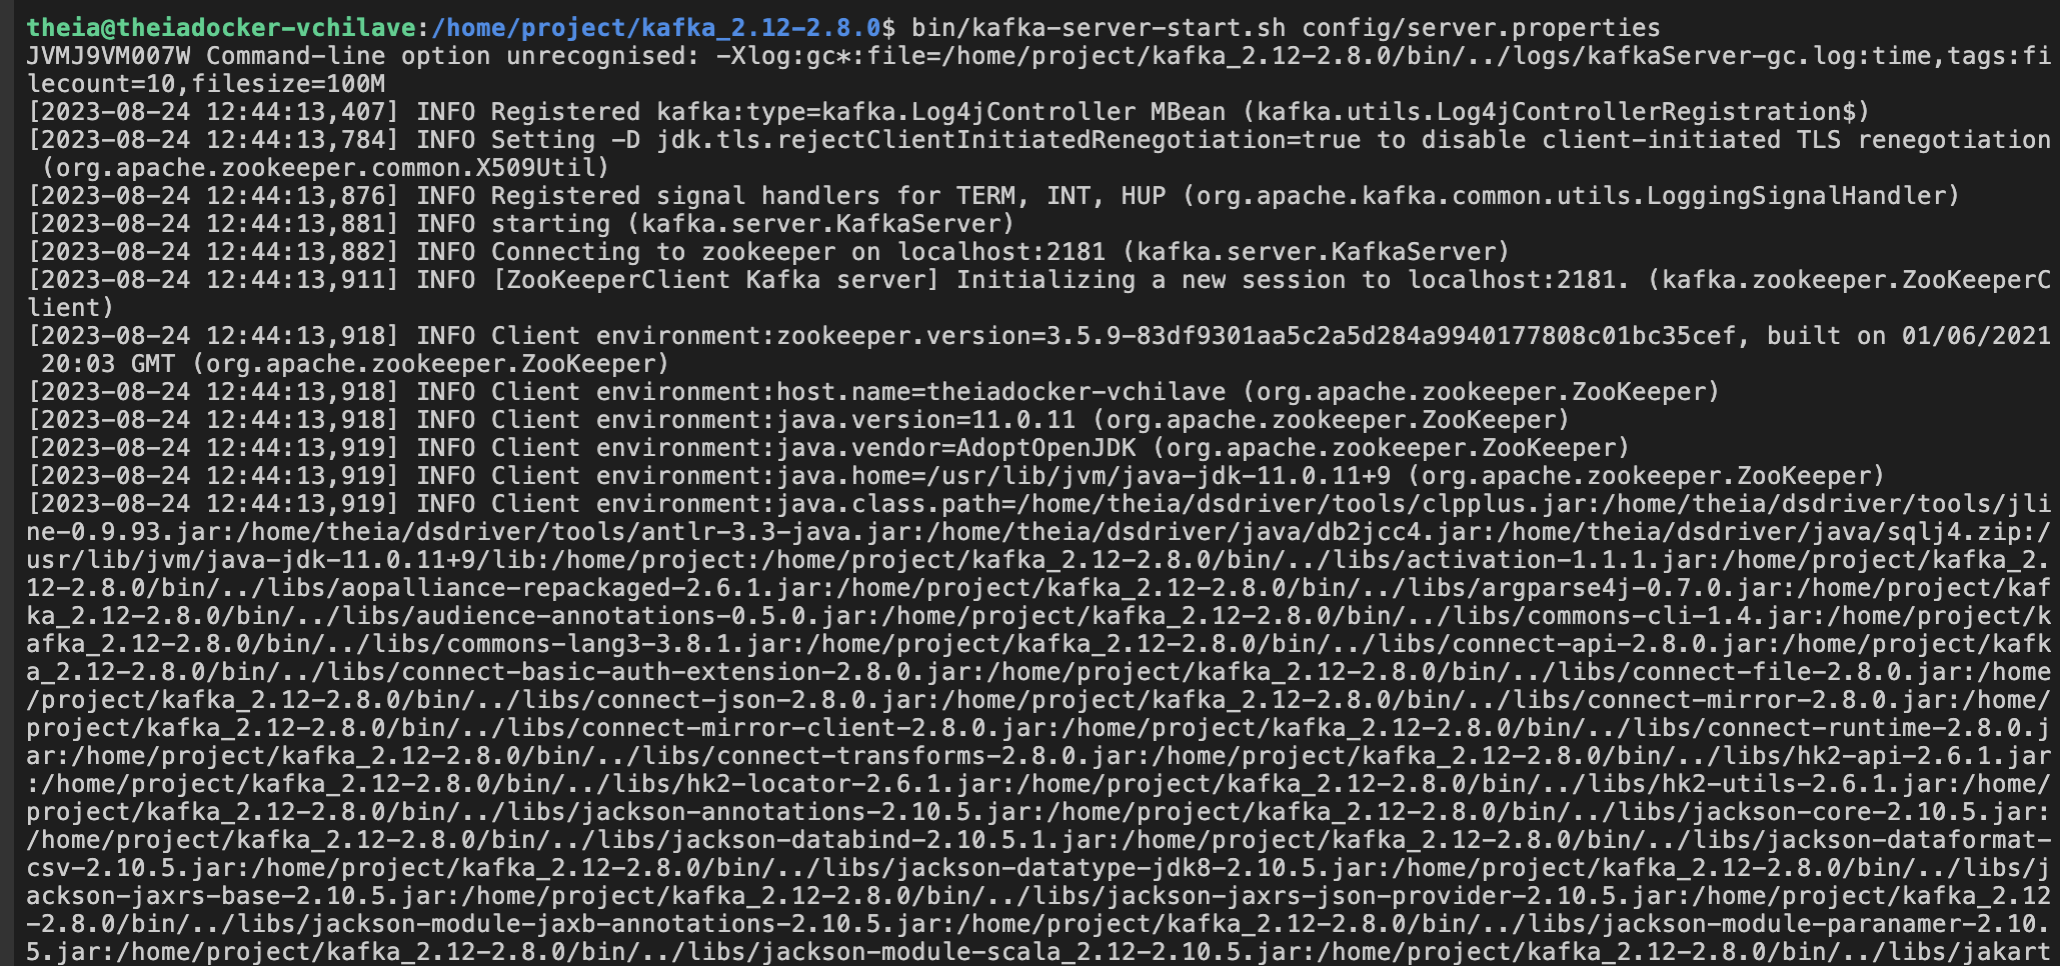 theia@theiadocker-vchilave:/home/project/kafka_2.12-2.8.0$ bin/kafka-server-start.sh config/server.properties
JVMJ9VM007W Command-line option unrecognised: -Xlog:gc*:file=/home/project/kafka_2.12-2.8.0/bin/../logs/kafkaServer-gc.log:time,tags:fi
lecount=10,filesize=100M
[2023-08-24 12:44:13,407] INFO Registered kafka:type=kafka.Log4jController MBean (kafka.utils.Log4jControllerRegistration$)
[2023-08-24 12:44:13,784] INFO Setting -D jdk.tls.rejectClientInitiatedRenegotiation=true to disable client-initiated TLS renegotiation
 (org.apache.zookeeper.common.X509Util)
[2023-08-24 12:44:13,876] INFO Registered signal handlers for TERM, INT, HUP (org.apache.kafka.common.utils.LoggingSignalHandler)
[2023-08-24 12:44:13,881] INFO starting (kafka.server.KafkaServer)
[2023-08-24 12:44:13,882] INFO Connecting to zookeeper on localhost:2181 (kafka.server.KafkaServer)
[2023-08-24 12:44:13,911] INFO [ZooKeeperClient Kafka server] Initializing a new session to localhost:2181. (kafka.zookeeper.ZooKeeperC
lient)
[2023-08-24 12:44:13,918] INFO Client environment:zookeeper.version=3.5.9-83df9301aa5c2a5d284a9940177808c01bc35cef, built on 01/06/2021
 20:03 GMT (org.apache.zookeeper.ZooKeeper)
[2023-08-24 12:44:13,918] INFO Client environment:host.name=theiadocker-vchilave (org.apache.zookeeper.ZooKeeper)
[2023-08-24 12:44:13,918] INFO Client environment:java.version=11.0.11 (org.apache.zookeeper.ZooKeeper)
[2023-08-24 12:44:13,919] INFO Client environment:java.vendor=AdoptOpenJDK (org.apache.zookeeper.ZooKeeper)
[2023-08-24 12:44:13,919] INFO Client environment:java.home=/usr/lib/jvm/java-jdk-11.0.11+9 (org.apache.zookeeper.ZooKeeper)
[2023-08-24 12:44:13,919] INFO Client environment:java.class.path=/home/theia/dsdriver/tools/clpplus.jar:/home/theia/dsdriver/tools/jli
ne-0.9.93.jar:/home/theia/dsdriver/tools/antlr-3.3-java.jar:/home/theia/dsdriver/java/db2jcc4.jar:/home/theia/dsdriver/java/sqlj4.zip:/
usr/lib/jvm/java-jdk-11.0.11+9/lib:/home/project:/home/project/kafka_2.12-2.8.0/bin/../libs/activation-1.1.1.jar:/home/project/kafka_2.
12-2.8.0/bin/../libs/aopalliance-repackaged-2.6.1.jar:/home/project/kafka_2.12-2.8.0/bin/../libs/argparse4j-0.7.0.jar:/home/project/kaf
ka_2.12-2.8.0/bin/../libs/audience-annotations-0.5.0.jar:/home/project/kafka_2.12-2.8.0/bin/../libs/commons-cli-1.4.jar:/home/project/k
afka_2.12-2.8.0/bin/../libs/commons-lang3-3.8.1.jar:/home/project/kafka_2.12-2.8.0/bin/../libs/connect-api-2.8.0.jar:/home/project/kafk
a_2.12-2.8.0/bin/../libs/connect-basic-auth-extension-2.8.0.jar:/home/project/kafka_2.12-2.8.0/bin/../libs/connect-file-2.8.0.jar:/home
/project/kafka_2.12-2.8.0/bin/../libs/connect-json-2.8.0.jar:/home/project/kafka_2.12-2.8.0/bin/../libs/connect-mirror-2.8.0.jar:/home/
project/kafka_2.12-2.8.0/bin/../libs/connect-mirror-client-2.8.0.jar:/home/project/kafka_2.12-2.8.0/bin/../libs/connect-runtime-2.8.0.j
ar:/home/project/kafka_2.12-2.8.0/bin/../libs/connect-transforms-2.8.0.jar:/home/project/kafka_2.12-2.8.0/bin/../libs/hk2-api-2.6.1.jar
:/home/project/kafka_2.12-2.8.0/bin/../libs/hk2-locator-2.6.1.jar:/home/project/kafka_2.12-2.8.0/bin/../libs/hk2-utils-2.6.1.jar:/home/
project/kafka_2.12-2.8.0/bin/../libs/jackson-annotations-2.10.5.jar:/home/project/kafka_2.12-2.8.0/bin/../libs/jackson-core-2.10.5.jar:
/home/project/kafka_2.12-2.8.0/bin/../libs/jackson-databind-2.10.5.1.jar:/home/project/kafka_2.12-2.8.0/bin/../libs/jackson-dataformat-
csv-2.10.5.jar:/home/project/kafka_2.12-2.8.0/bin/../libs/jackson-datatype-jdk8-2.10.5.jar:/home/project/kafka_2.12-2.8.0/bin/../libs/j
ackson-jaxrs-base-2.10.5.jar:/home/project/kafka_2.12-2.8.0/bin/../libs/jackson-jaxrs-json-provider-2.10.5.jar:/home/project/kafka_2.12
-2.8.0/bin/../libs/jackson-module-jaxb-annotations-2.10.5.jar:/home/project/kafka_2.12-2.8.0/bin/../libs/jackson-module-paranamer-2.10.
5.jar:/home/project/kafka_2.12-2.8.0/bin/../libs/jackson-module-scala_2.12-2.10.5.jar:/home/project/kafka_2.12-2.8.0/bin/../libs/jakart